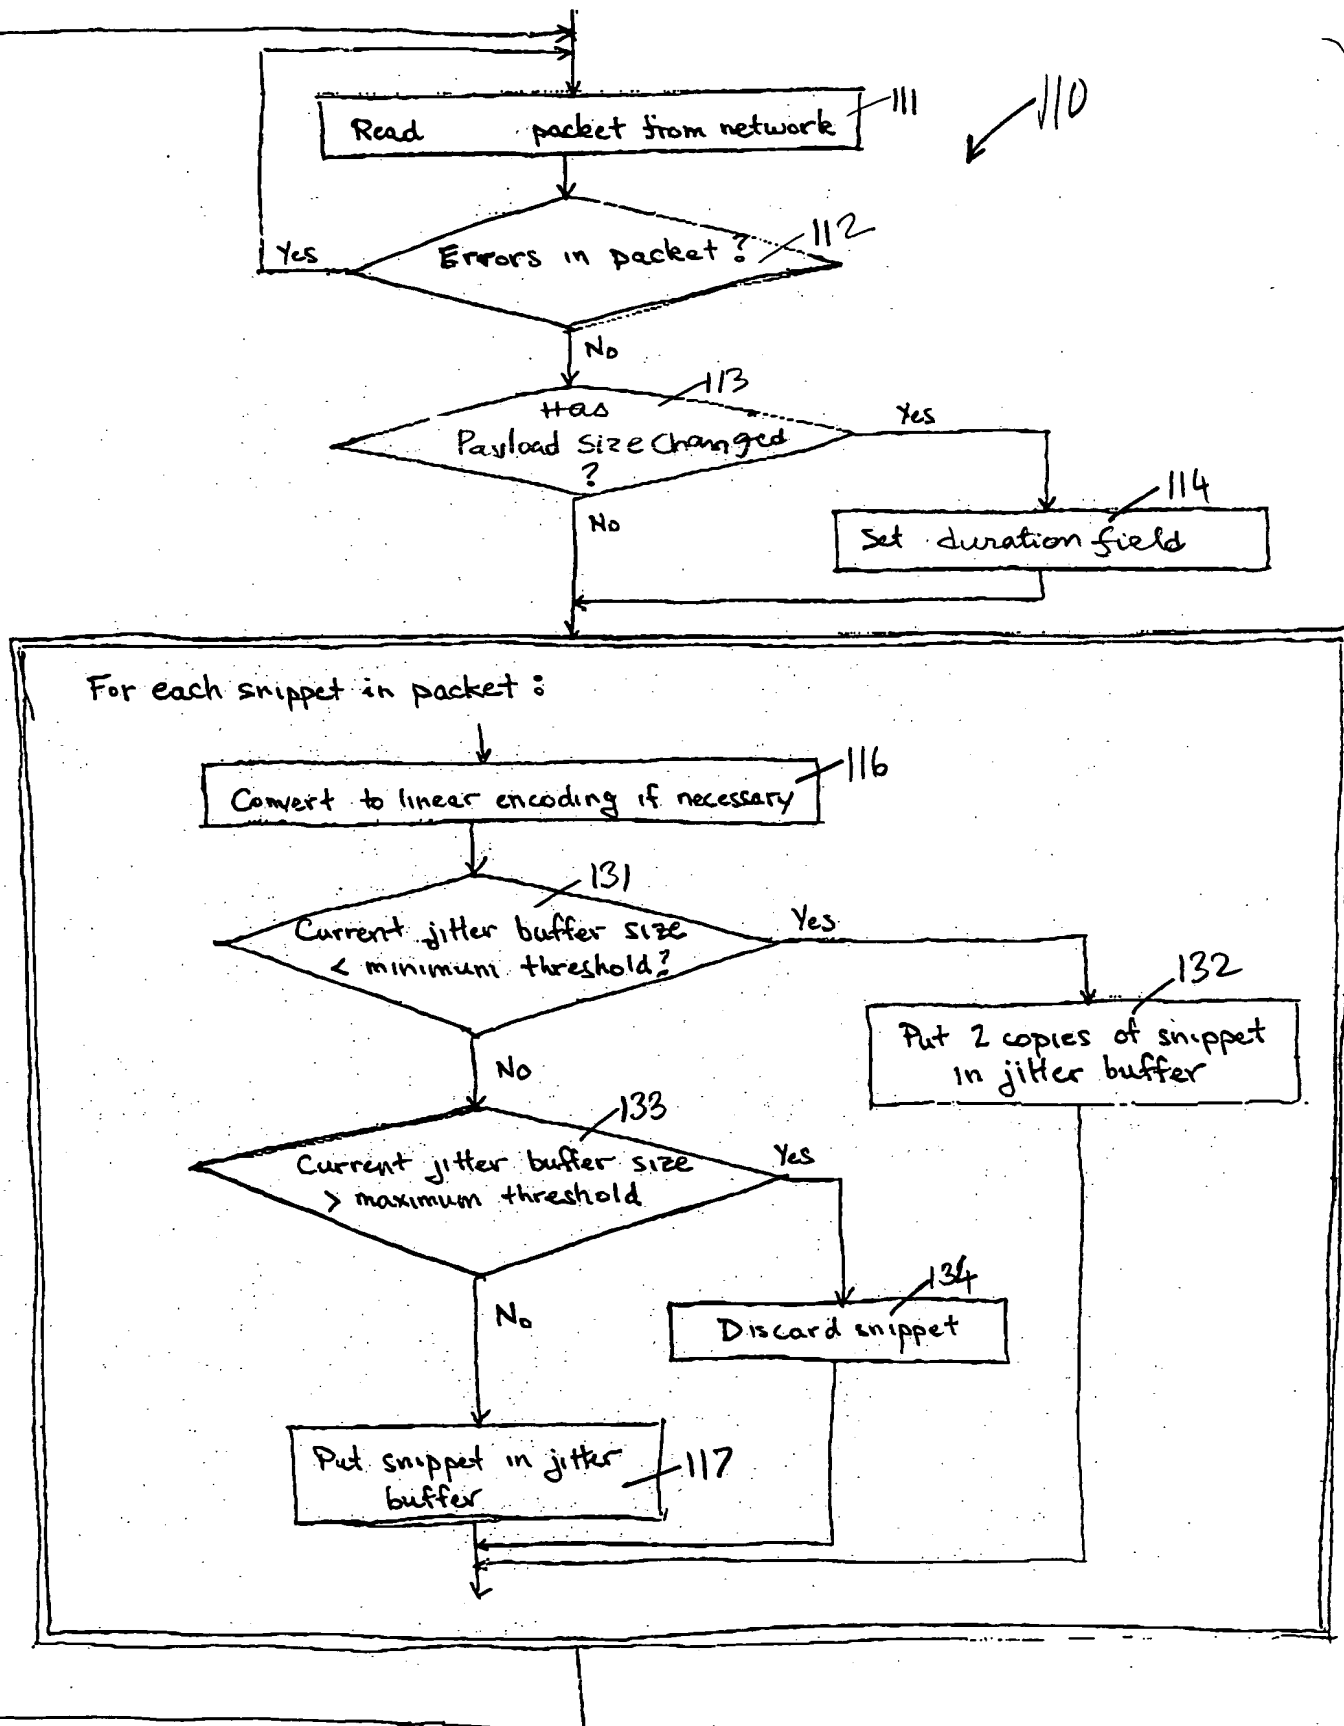 111
110
Read packet from network
112
Errors in packet?
Yes
No
113
Has
Payload size changed
?
Yes
No
114
Set duration field
For each snippet in packet:
116
Convert to linear encoding if necessary
131
Current jitter buffer size
< minimum threshold?
Yes
132
Put 2 copies of snippet
in jitter buffer
No
133
Current jitter buffer size
> maximum threshold
Yes
134
Discard snippet
No
Put snippet in jitter
buffer
117